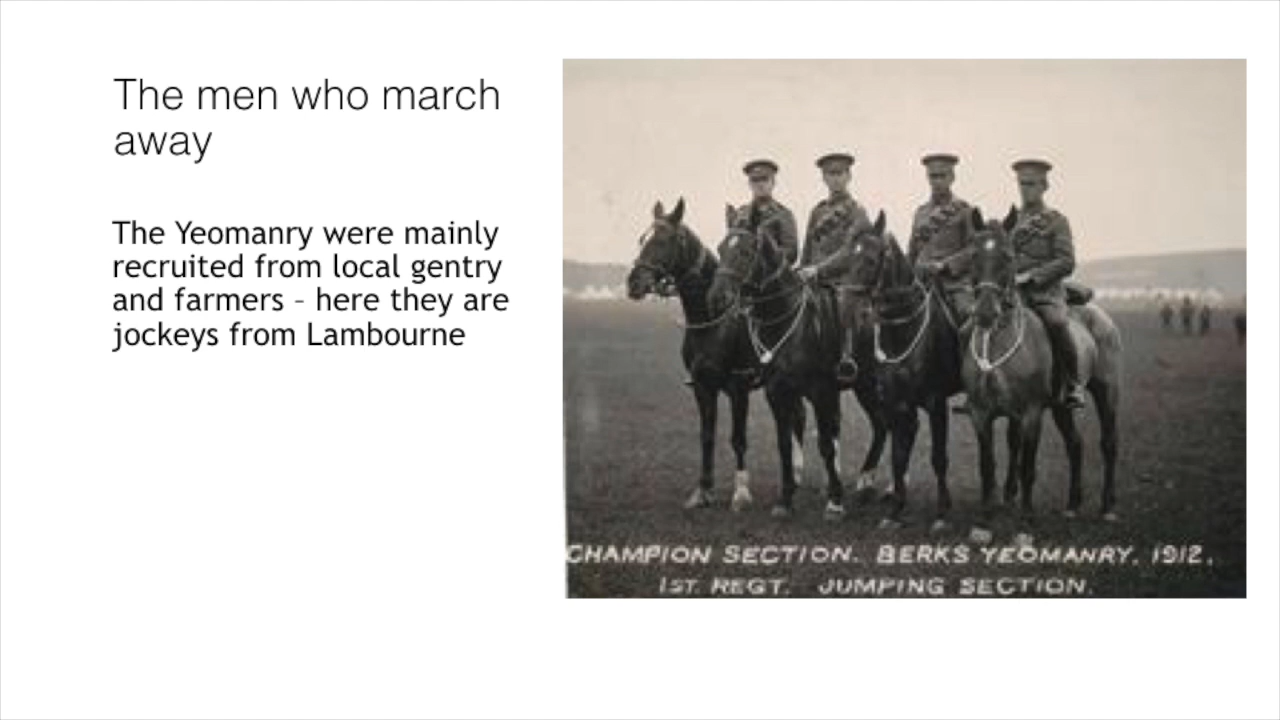 The men who march
away
The Yeomanry were mainly
recruited from local gentry
and farmers – here they are
jockeys from Lambourne
CHAMPION SECTION. BERKS YEOMANRY. 1912.
1ST. REGT. JUMPING SECTION.